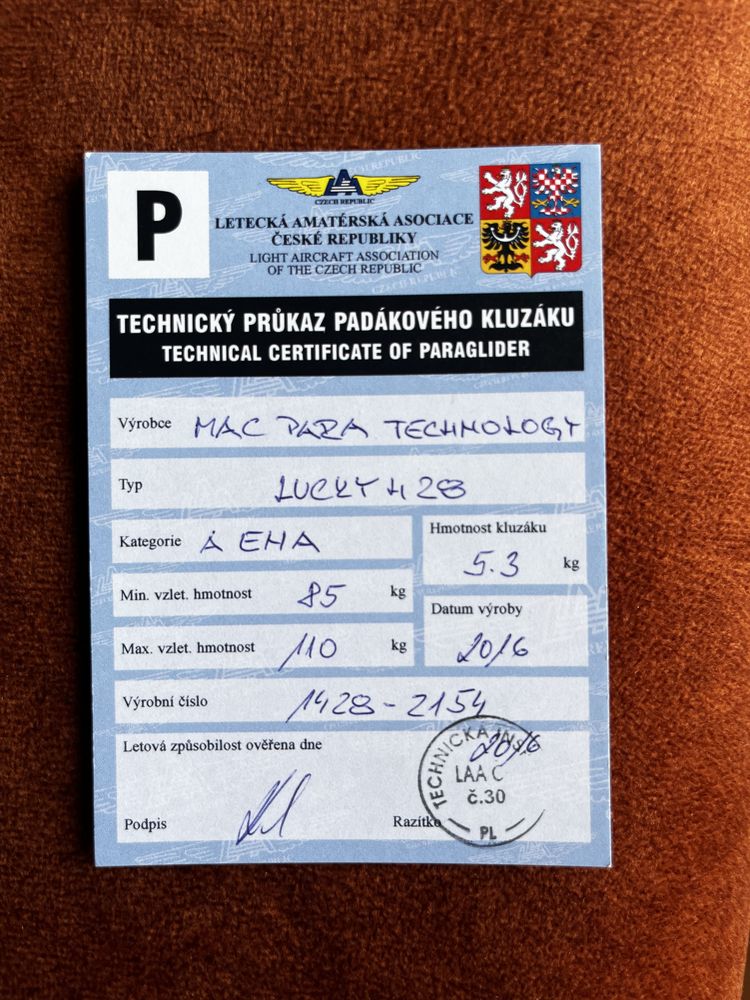 P
CZECH REPUBLIC
LETECKÁ AMATÉRSKÁ ASOCIACE
ČESKÉ REPUBLIKY
LIGHT AIRCRAFT ASSOCIATION
OF THE CZECH REPUBLIC
TECHNICKÝ PRŮKAZ PADÁKOVÉHO KLUZÁKU
TECHNICAL CERTIFICATE OF PARAGLIDER
Výrobce MAC PARA TECHNOLOGY
Typ LUCKY 4 28
Kategorie A
Hmotnost kluzáku
5.3 kg
Min. vzlet. hmotnost 85 kg
Datum výroby
2016
Max. vzlet. hmotnost 110 kg
Výrobní číslo 1428-2154
Letová způsobilost ověřena dne 2016
Podpis
Razítko
TECHNICKÁ INS.
LAA C
č.30
PL